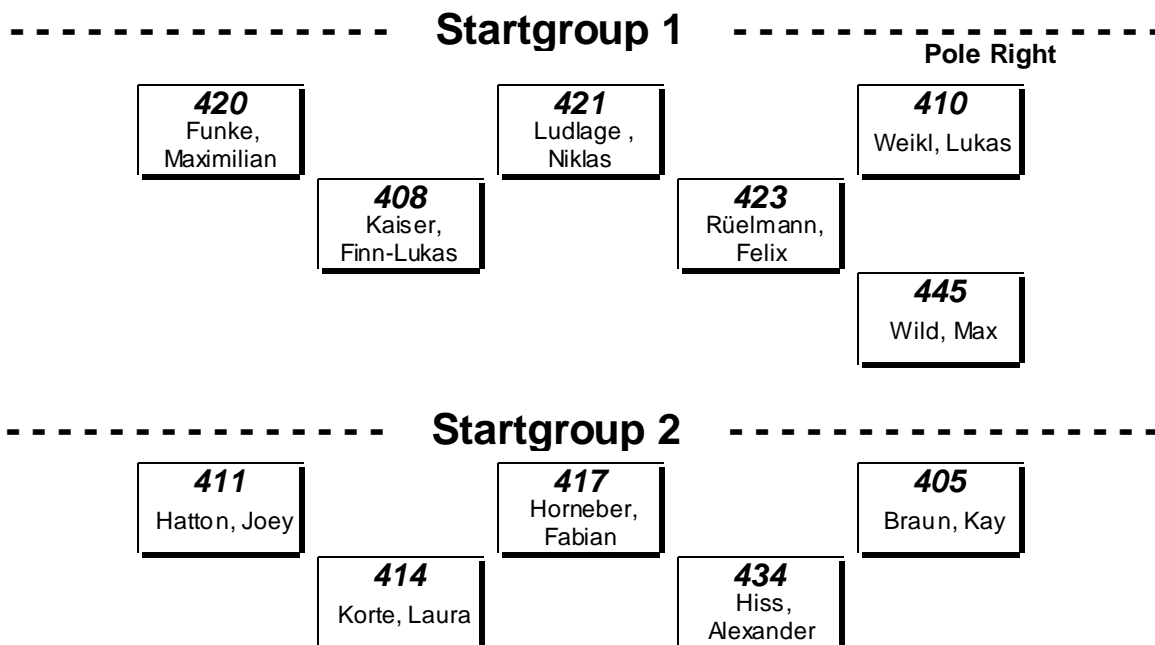 Startgroup 1
Pole Right
420
Funke,
Maximilian
421
Ludlage ,
Niklas
410
Weikl, Lukas
408
Kaiser,
Finn-Lukas
423
Rüelmann,
Felix
445
Wild, Max
Startgroup 2
411
Hatton, Joey
417
Horneber,
Fabian
405
Braun, Kay
414
Korte, Laura
434
Hiss,
Alexander